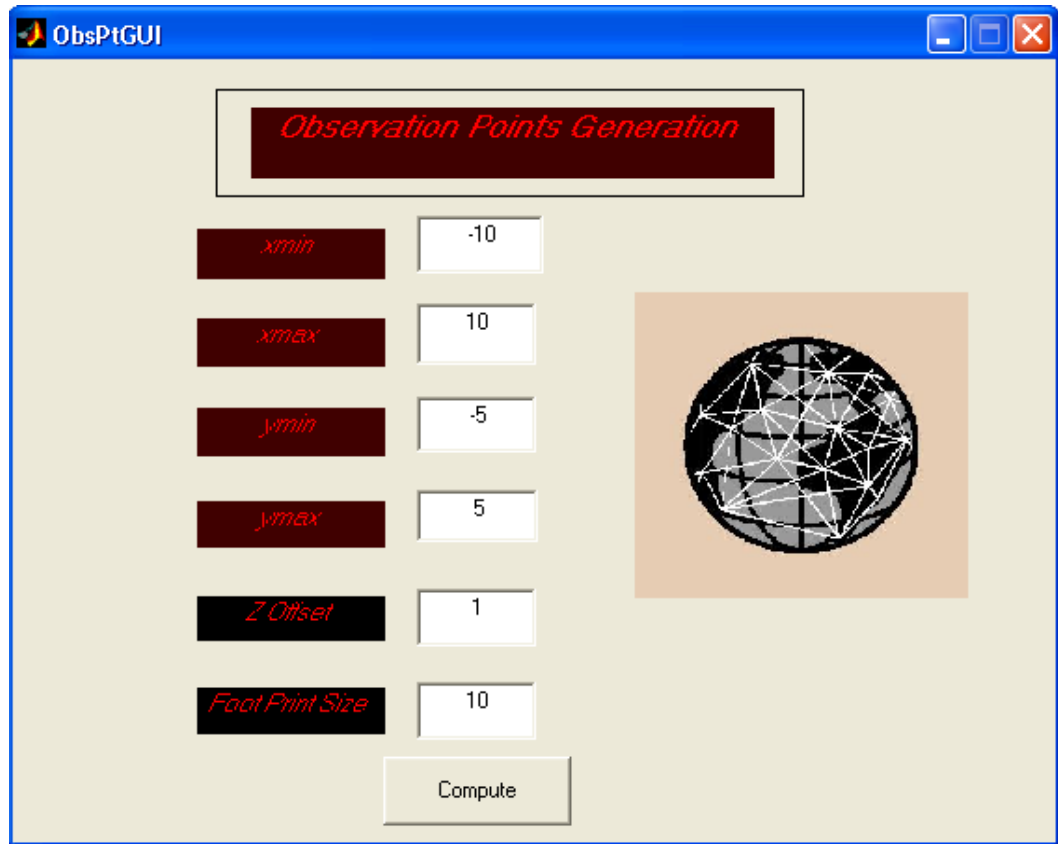 ObsPtGUI
Observation Points Generation
xmin -10
xmax 10
ymin -5
ymax 5
Z Offset 1
Foot Print Size 10
Compute